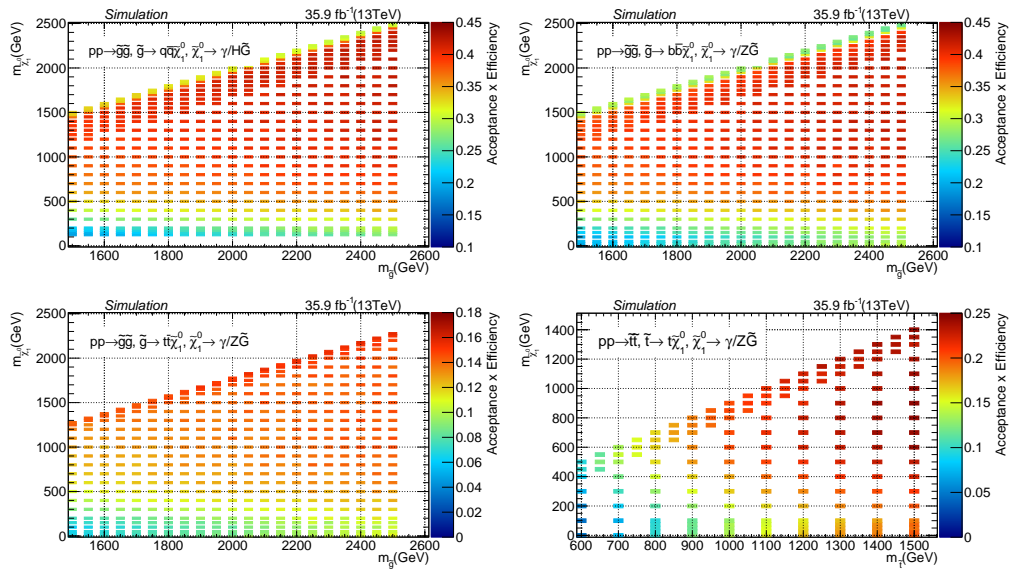 Simulation 35.9 fb⁻¹(13TeV)
pp→g̃g̃, g̃→ qq̄χ̃₁⁰, χ̃₁⁰→ γ/HG̃
m_χ̃₁⁰(GeV)
2500
2000
1500
1000
500
0
1600 1800 2000 2200 2400 2600
m_g̃(GeV)
0.45
0.4
0.35
0.3
0.25
0.2
0.15
0.1
Acceptance x Efficiency
Simulation 35.9 fb⁻¹(13TeV)
pp→g̃g̃, g̃→ bb̄χ̃₁⁰, χ̃₁⁰→ γ/ZG̃
m_χ̃₁⁰(GeV)
2500
2000
1500
1000
500
0
1600 1800 2000 2200 2400 2600
m_g̃(GeV)
0.45
0.4
0.35
0.3
0.25
0.2
0.15
0.1
Acceptance x Efficiency
Simulation 35.9 fb⁻¹(13TeV)
pp→g̃g̃, g̃→ tt̄χ̃₁⁰, χ̃₁⁰→ γ/ZG̃
m_χ̃₁⁰(GeV)
2500
2000
1500
1000
500
0
1600 1800 2000 2200 2400 2600
m_g̃(GeV)
0.18
0.16
0.14
0.12
0.1
0.08
0.06
0.04
0.02
0
Acceptance x Efficiency
Simulation 35.9 fb⁻¹(13TeV)
pp→t̃t̃, t̃→ tχ̃₁⁰, χ̃₁⁰→ γ/ZG̃
m_χ̃₁⁰(GeV)
1400
1200
1000
800
600
400
200
0
600 700 800 900 1000 1100 1200 1300 1400 1500
m_t̃(GeV)
0.25
0.2
0.15
0.1
0.05
0
Acceptance x Efficiency